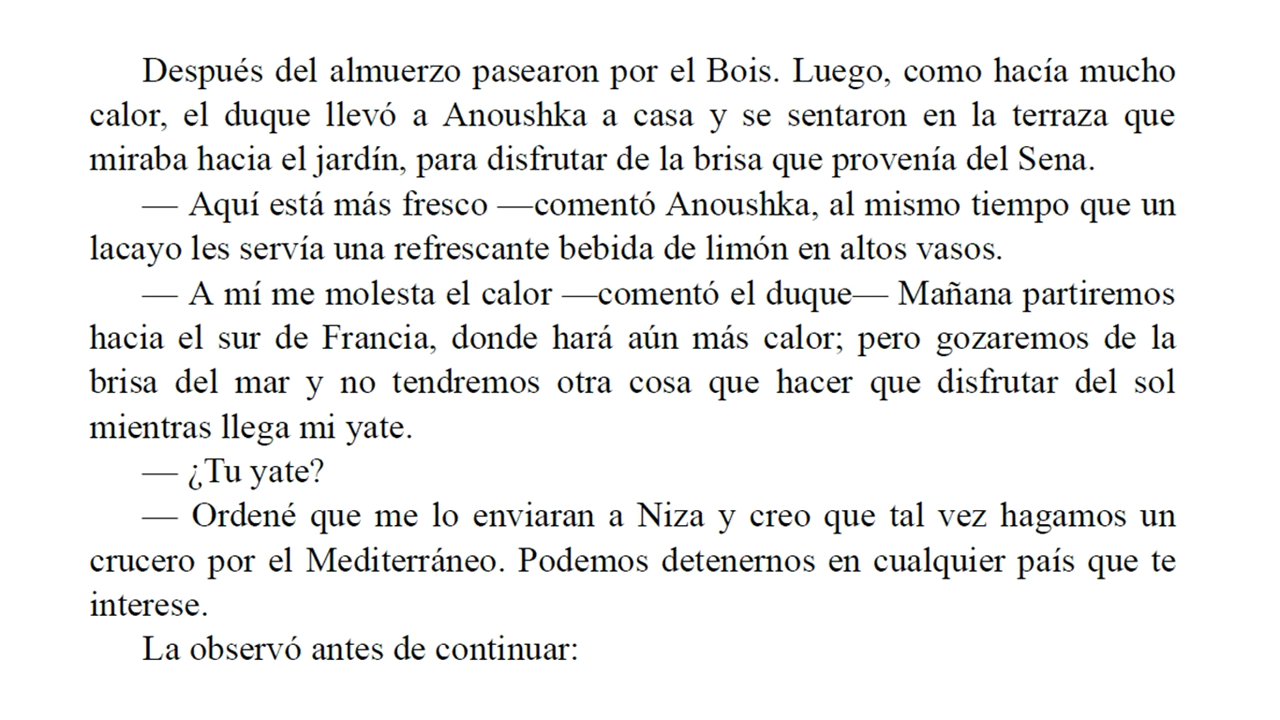 Después del almuerzo pasearon por el Bois. Luego, como hacía mucho
calor, el duque llevó a Anoushka a casa y se sentaron en la terraza que
miraba hacia el jardín, para disfrutar de la brisa que provenía del Sena.
— Aquí está más fresco —comentó Anoushka, al mismo tiempo que un
lacayo les servía una refrescante bebida de limón en altos vasos.
— A mí me molesta el calor —comentó el duque— Mañana partiremos
hacia el sur de Francia, donde hará aún más calor; pero gozaremos de la
brisa del mar y no tendremos otra cosa que hacer que disfrutar del sol
mientras llega mi yate.
— ¿Tu yate?
— Ordené que me lo enviaran a Niza y creo que tal vez hagamos un
crucero por el Mediterráneo. Podemos detenernos en cualquier país que te
interese.
La observó antes de continuar: